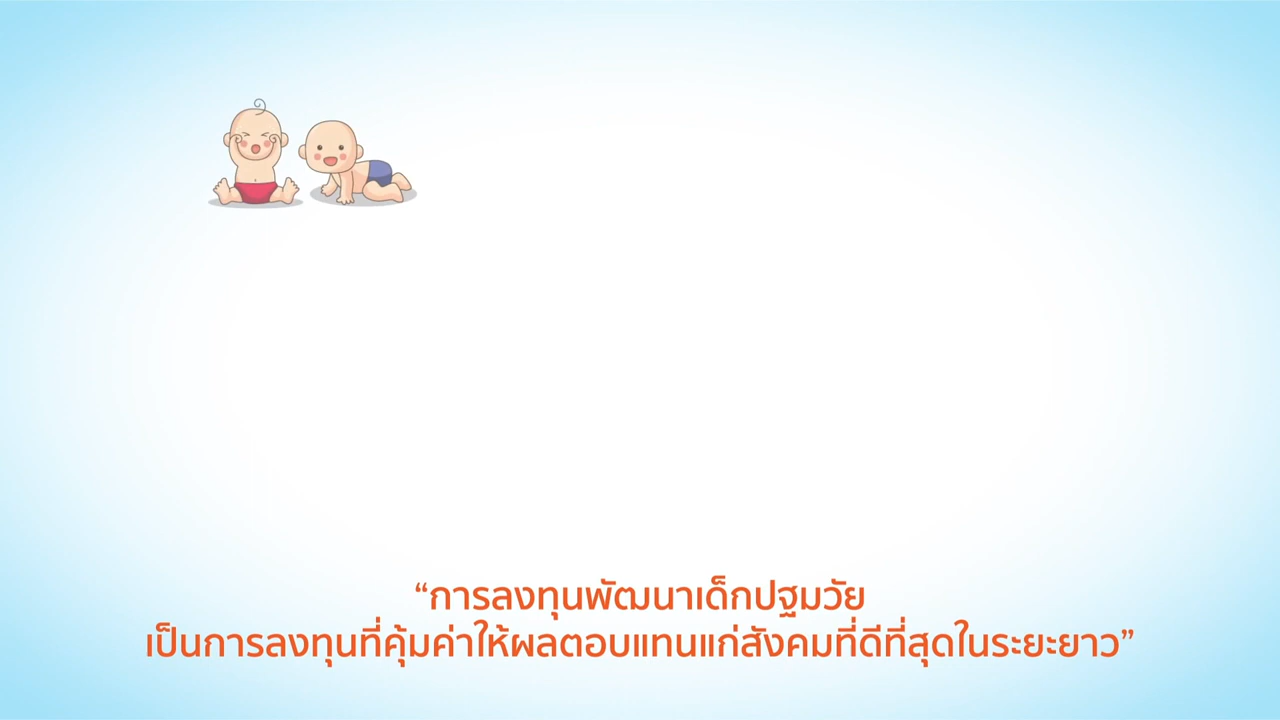 “การลงทุนพัฒนาเด็กปฐมวัย
เป็นการลงทุนที่คุ้มค่าให้ผลตอบแทนแก่สังคมที่ดีที่สุดในระยะยาว”